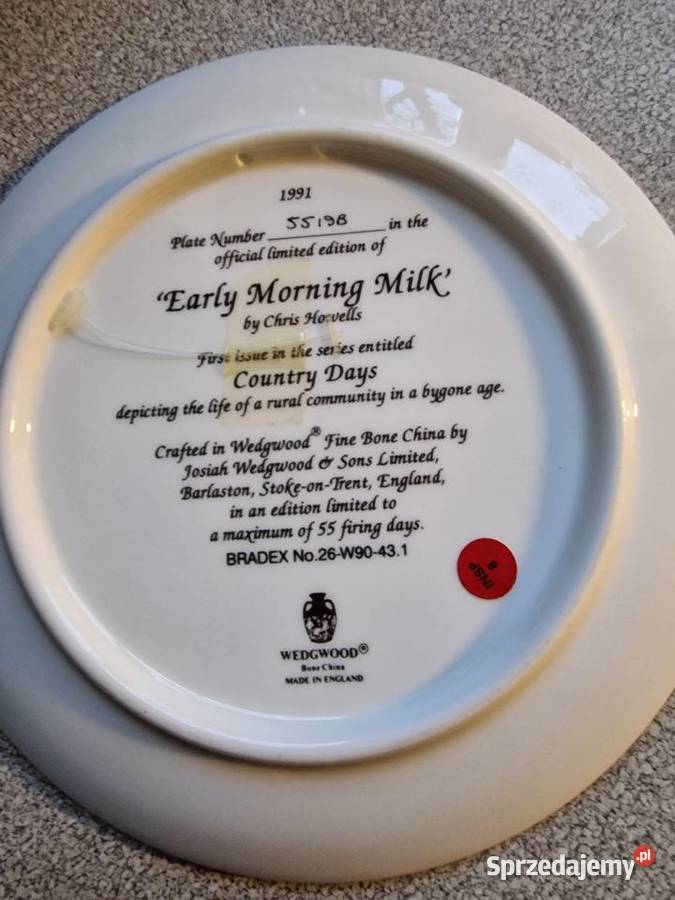 1991
Plate Number 5519B in the
official limited edition of
'Early Morning Milk'
by Chris Howells
First issue in the series entitled
Country Days
depicting the life of a rural community in a bygone age.
Crafted in Wedgwood® Fine Bone China by
Josiah Wedgwood & Sons Limited,
Barlaston, Stoke-on-Trent, England,
in an edition limited to
a maximum of 55 firing days.
BRADEX No.26-W90-43.1
INSP
8
WEDGWOOD®
Bone China
MADE IN ENGLAND
Sprzedajemy.pl